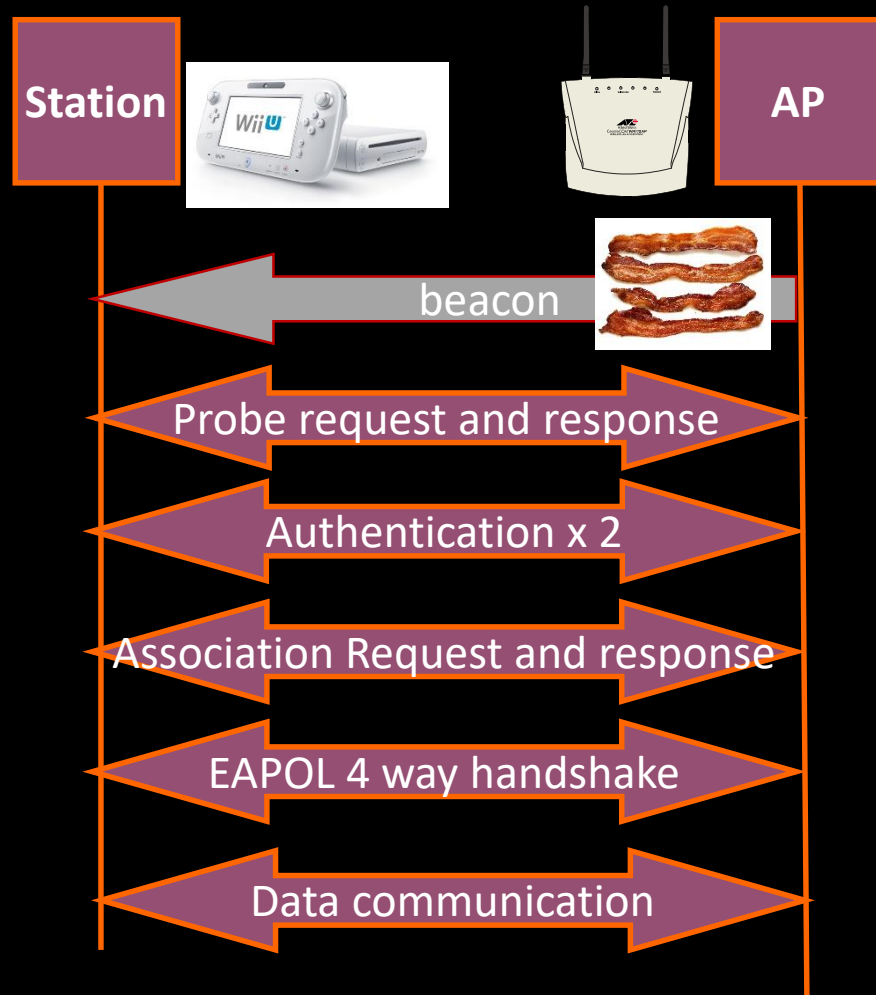 Station
AP
Wii U
beacon
Probe request and response
Authentication x 2
Association Request and response
EAPOL 4 way handshake
Data communication